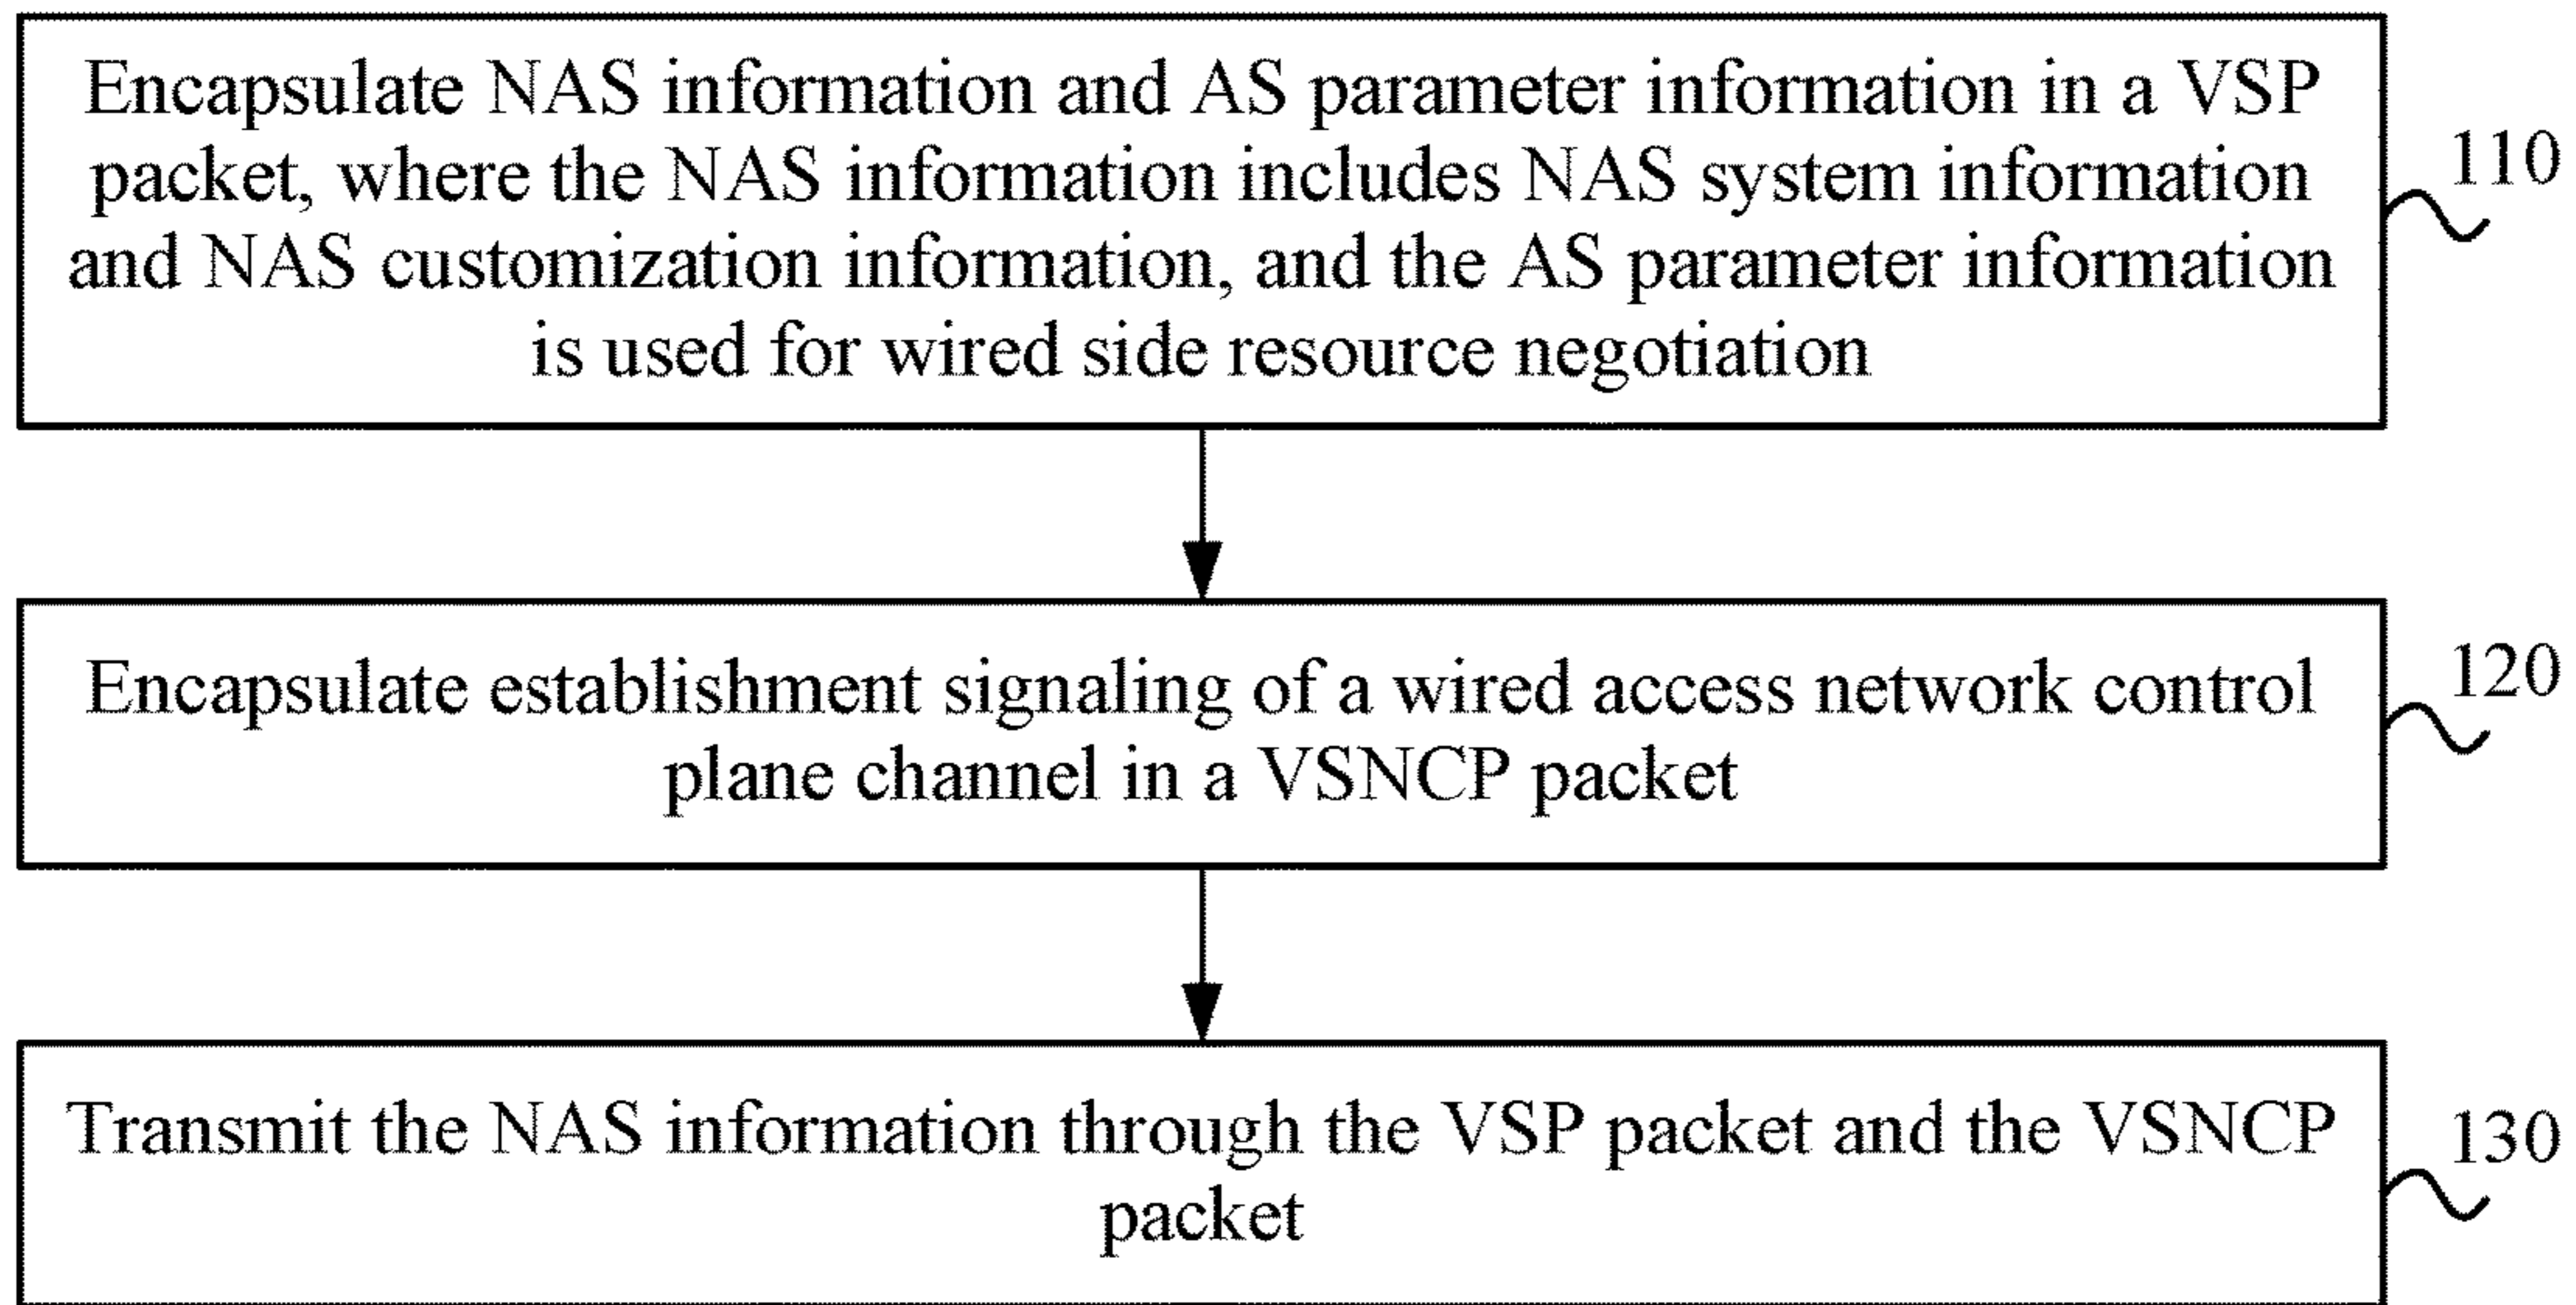 Encapsulate NAS information and AS parameter information in a VSP
packet, where the NAS information includes NAS system information
and NAS customization information, and the AS parameter information
is used for wired side resource negotiation
110
Encapsulate establishment signaling of a wired access network control
plane channel in a VSNCP packet
120
Transmit the NAS information through the VSP packet and the VSNCP
packet
130